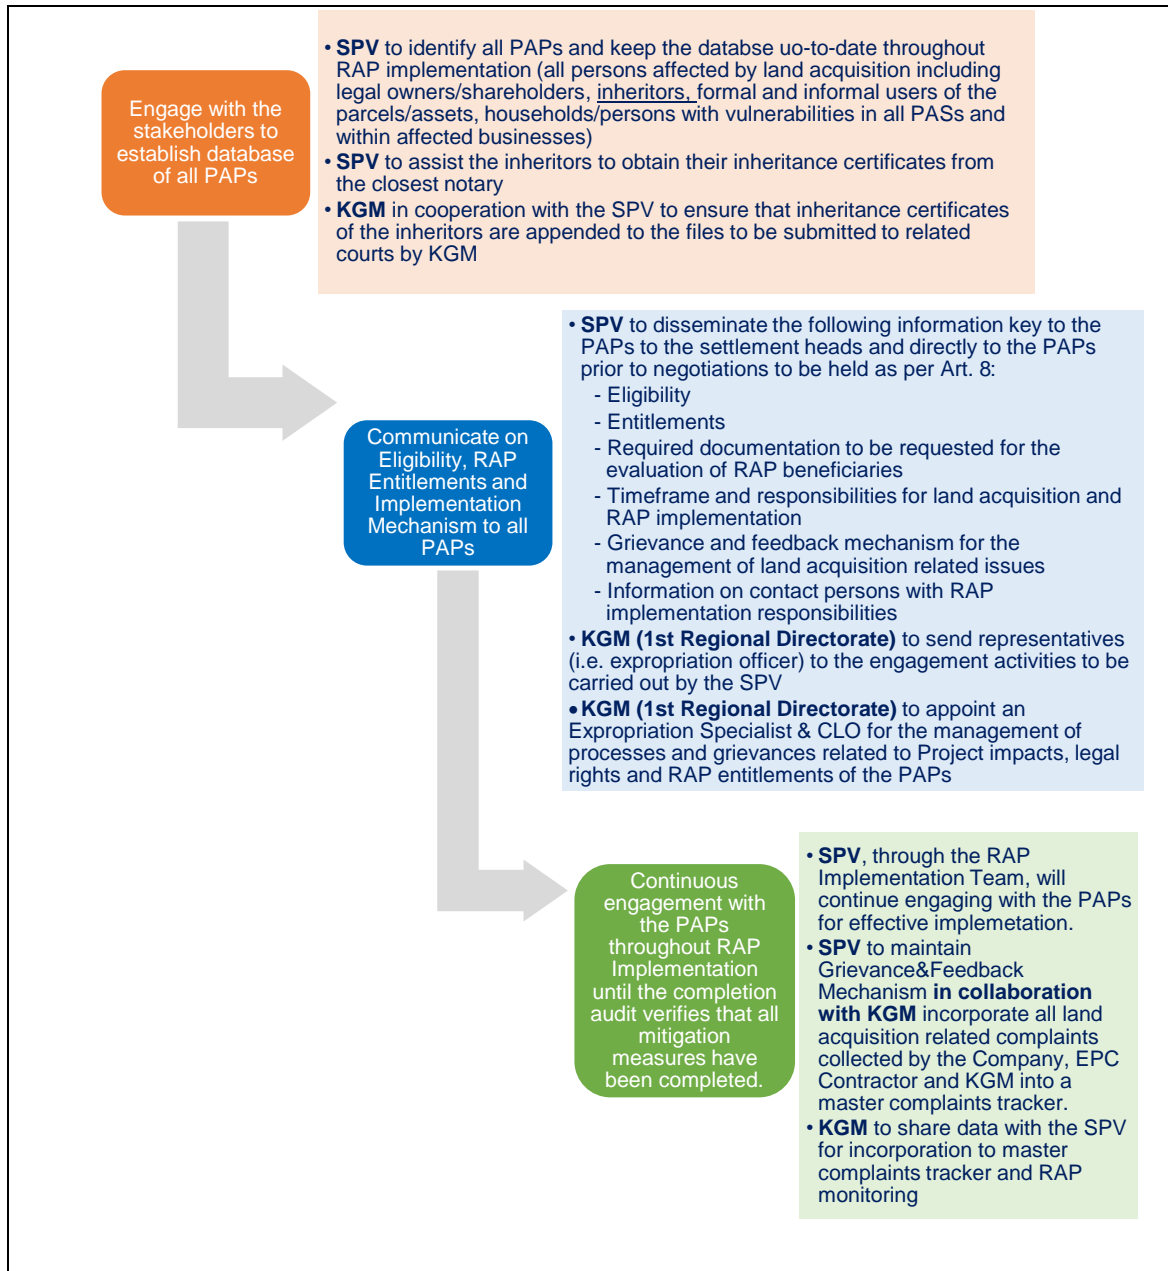 Engage with the
stakeholders to
establish database
of all PAPs
• SPV to identify all PAPs and keep the databse uo-to-date throughout
RAP implementation (all persons affected by land acquisition including
legal owners/shareholders, inheritors, formal and informal users of the
parcels/assets, households/persons with vulnerabilities in all PASs and
within affected businesses)
• SPV to assist the inheritors to obtain their inheritance certificates from
the closest notary
• KGM in cooperation with the SPV to ensure that inheritance certificates
of the inheritors are appended to the files to be submitted to related
courts by KGM
Communicate on
Eligibility, RAP
Entitlements and
Implementation
Mechanism to all
PAPs
• SPV to disseminate the following information key to the
PAPs to the settlement heads and directly to the PAPs
prior to negotiations to be held as per Art. 8:
- Eligibility
- Entitlements
- Required documentation to be requested for the
evaluation of RAP beneficiaries
- Timeframe and responsibilities for land acquisition and
RAP implementation
- Grievance and feedback mechanism for the
management of land acquisition related issues
- Information on contact persons with RAP
implementation responsibilities
• KGM (1st Regional Directorate) to send representatives
(i.e. expropriation officer) to the engagement activities to be
carried out by the SPV
• KGM (1st Regional Directorate) to appoint an
Expropriation Specialist & CLO for the management of
processes and grievances related to Project impacts, legal
rights and RAP entitlements of the PAPs
Continuous
engagement with
the PAPs
throughout RAP
Implementation
until the completion
audit verifies that all
mitigation
measures have
been completed.
• SPV, through the RAP
Implementation Team, will
continue engaging with the PAPs
for effective implemetation.
• SPV to maintain
Grievance&Feedback
Mechanism in collaboration
with KGM incorporate all land
acquisition related complaints
collected by the Company, EPC
Contractor and KGM into a
master complaints tracker.
• KGM to share data with the SPV
for incorporation to master
complaints tracker and RAP
monitoring